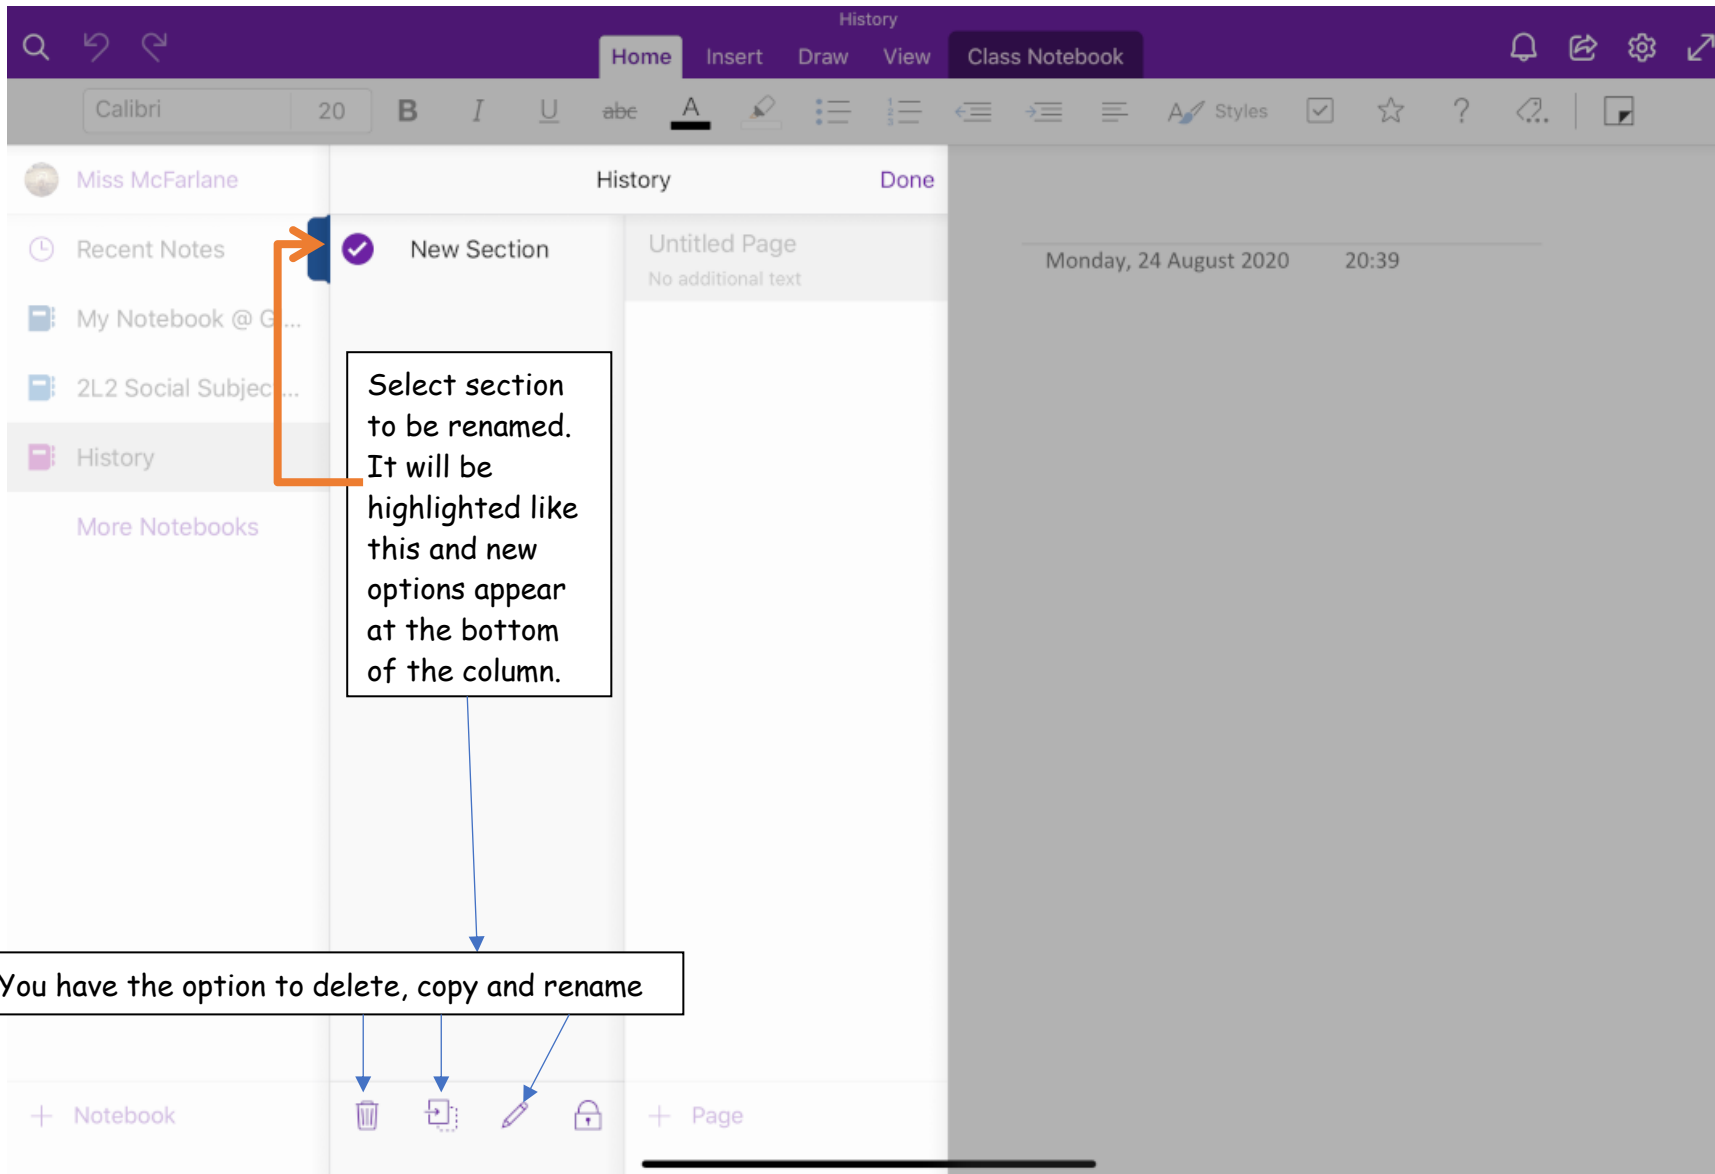 History
Home Insert Draw View Class Notebook
Calibri 20 B I U abc A Styles ?
Miss McFarlane
History Done
Recent Notes
New Section
Untitled Page
No additional text
Monday, 24 August 2020 20:39
My Notebook @ G...
2L2 Social Subjec...
History
More Notebooks
Select section
to be renamed.
It will be
highlighted like
this and new
options appear
at the bottom
of the column.
You have the option to delete, copy and rename
+ Notebook
+ Page